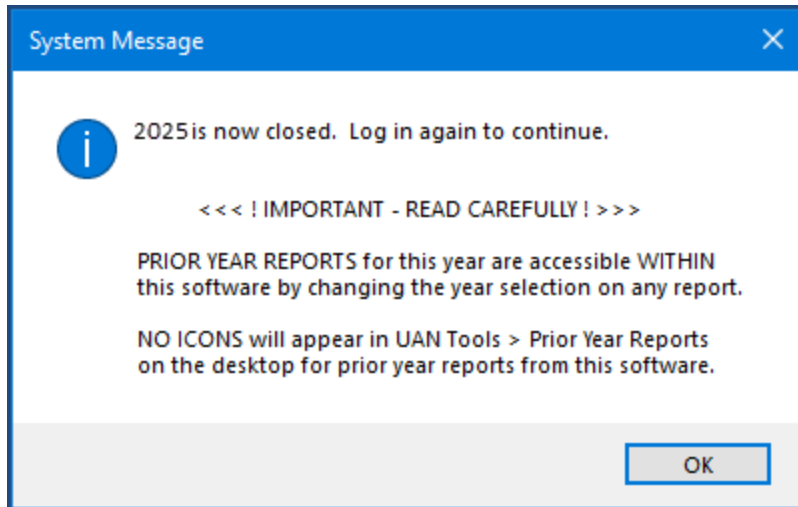 System Message
2025 is now closed.  Log in again to continue.
< < < ! IMPORTANT - READ CAREFULLY ! > > >
PRIOR YEAR REPORTS for this year are accessible WITHIN
this software by changing the year selection on any report.
NO ICONS will appear in UAN Tools > Prior Year Reports
on the desktop for prior year reports from this software.
OK